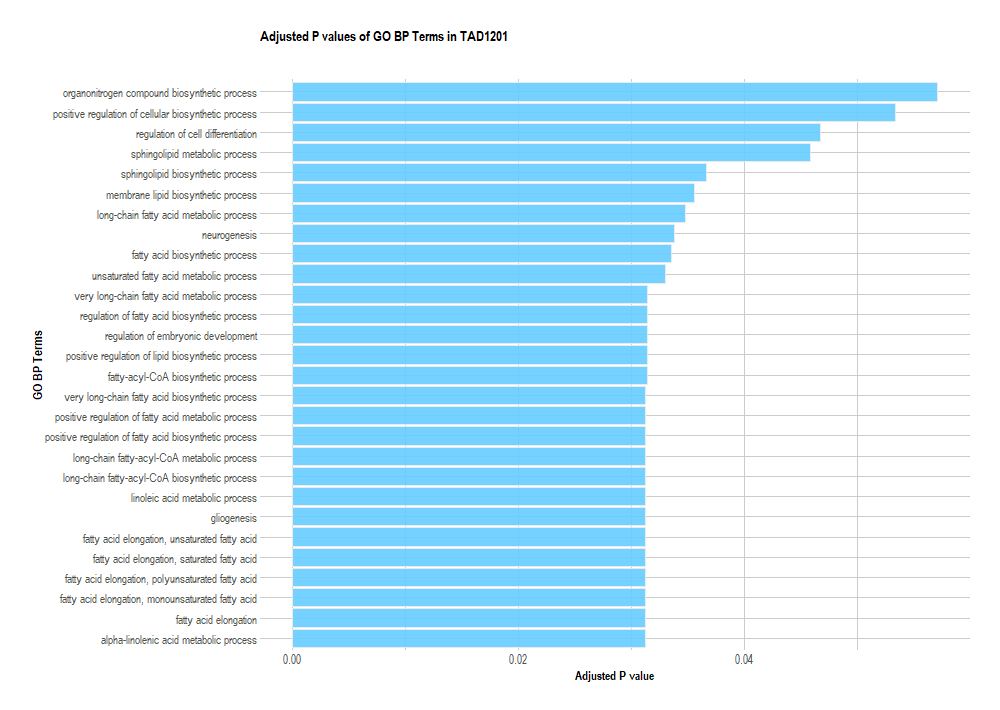 Adjusted P values of GO BP Terms in TAD1201
organonitrogen compound biosynthetic process
positive regulation of cellular biosynthetic process
regulation of cell differentiation
sphingolipid metabolic process
sphingolipid biosynthetic process
membrane lipid biosynthetic process
long-chain fatty acid metabolic process
neurogenesis
fatty acid biosynthetic process
unsaturated fatty acid metabolic process
very long-chain fatty acid metabolic process
regulation of fatty acid biosynthetic process
regulation of embryonic development
positive regulation of lipid biosynthetic process
fatty-acyl-CoA biosynthetic process
very long-chain fatty acid biosynthetic process
positive regulation of fatty acid metabolic process
positive regulation of fatty acid biosynthetic process
long-chain fatty-acyl-CoA metabolic process
long-chain fatty-acyl-CoA biosynthetic process
linoleic acid metabolic process
gliogenesis
fatty acid elongation, unsaturated fatty acid
fatty acid elongation, saturated fatty acid
fatty acid elongation, polyunsaturated fatty acid
fatty acid elongation, monounsaturated fatty acid
fatty acid elongation
alpha-linolenic acid metabolic process
GO BP Terms
0.00 0.02 0.04
Adjusted P value